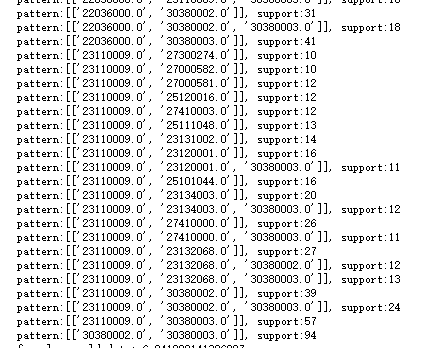 pattern:[['22036000.0', '30380002.0']], support:31
pattern:[['22036000.0', '30380002.0', '30380003.0']], support:18
pattern:[['22036000.0', '30380003.0']], support:41
pattern:[['23110009.0', '27300274.0']], support:10
pattern:[['23110009.0', '27000582.0']], support:10
pattern:[['23110009.0', '27000581.0']], support:12
pattern:[['23110009.0', '25120016.0']], support:12
pattern:[['23110009.0', '27410003.0']], support:12
pattern:[['23110009.0', '25111048.0']], support:13
pattern:[['23110009.0', '23131002.0']], support:14
pattern:[['23110009.0', '23120001.0']], support:16
pattern:[['23110009.0', '23120001.0', '30380003.0']], support:11
pattern:[['23110009.0', '25101044.0']], support:16
pattern:[['23110009.0', '23134003.0']], support:20
pattern:[['23110009.0', '23134003.0', '30380003.0']], support:12
pattern:[['23110009.0', '27410000.0']], support:26
pattern:[['23110009.0', '27410000.0', '30380003.0']], support:11
pattern:[['23110009.0', '23132068.0']], support:27
pattern:[['23110009.0', '23132068.0', '30380002.0']], support:12
pattern:[['23110009.0', '23132068.0', '30380003.0']], support:13
pattern:[['23110009.0', '30380002.0']], support:39
pattern:[['23110009.0', '30380002.0', '30380003.0']], support:24
pattern:[['23110009.0', '30380003.0']], support:57
pattern:[['30380002.0', '30380003.0']], support:94